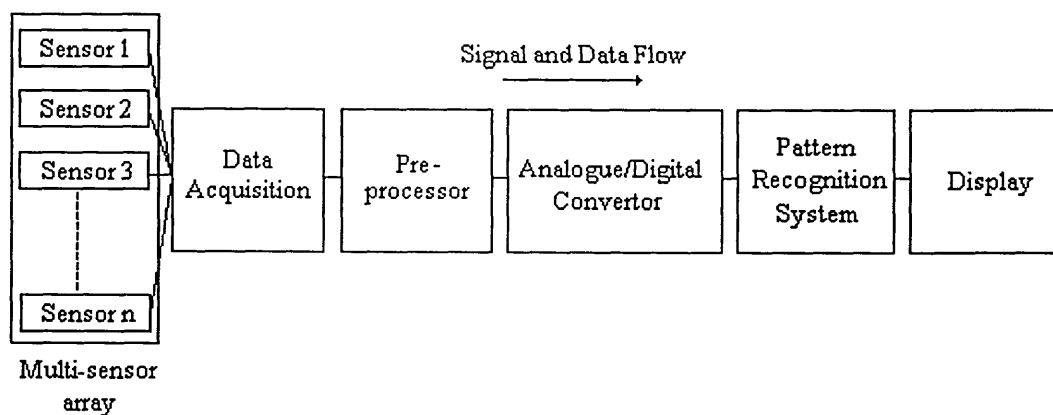 Sensor 1
Sensor 2
Sensor 3
Sensor n
Multi-sensor
array
Signal and Data Flow
Data
Acquisition
Pre-
processor
Analogue/Digital
Convertor
Pattern
Recognition
System
Display